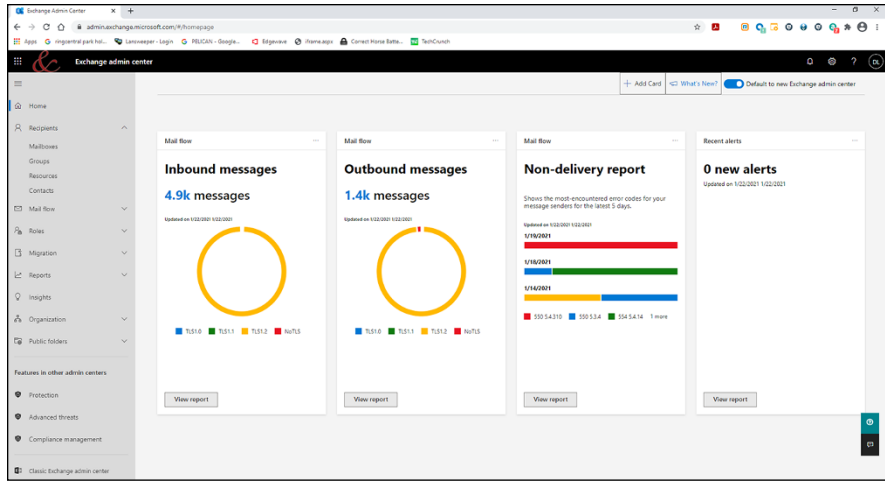 Exchange Admin Center
admin.exchange.microsoft.com/#/homepage
Apps
ringcentral park hol...
Lansweeper - Login
PELICAN - Google...
Edgewave
iframe.aspx
Correct Horse Batte...
TechCrunch
Exchange admin center
DL
+ Add Card
What's New?
Default to new Exchange admin center
Home
Recipients
Mailboxes
Groups
Resources
Contacts
Mail flow
Roles
Migration
Reports
Insights
Organization
Public folders
Features in other admin centers
Protection
Advanced threats
Compliance management
Classic Exchange admin center
Mail flow
Inbound messages
4.9k messages
Updated on 1/22/2021 1/22/2021
TLS1.0 TLS1.1 TLS1.2 NoTLS
View report
Mail flow
Outbound messages
1.4k messages
Updated on 1/22/2021 1/22/2021
TLS1.0 TLS1.1 TLS1.2 NoTLS
View report
Mail flow
Non-delivery report
Shows the most-encountered error codes for your
message senders for the latest 5 days.
Updated on 1/22/2021 1/22/2021
1/19/2021
1/18/2021
1/14/2021
550 5.4.310 550 5.3.4 554 5.4.14 1 more
View report
Recent alerts
0 new alerts
Updated on 1/22/2021 1/22/2021
View report